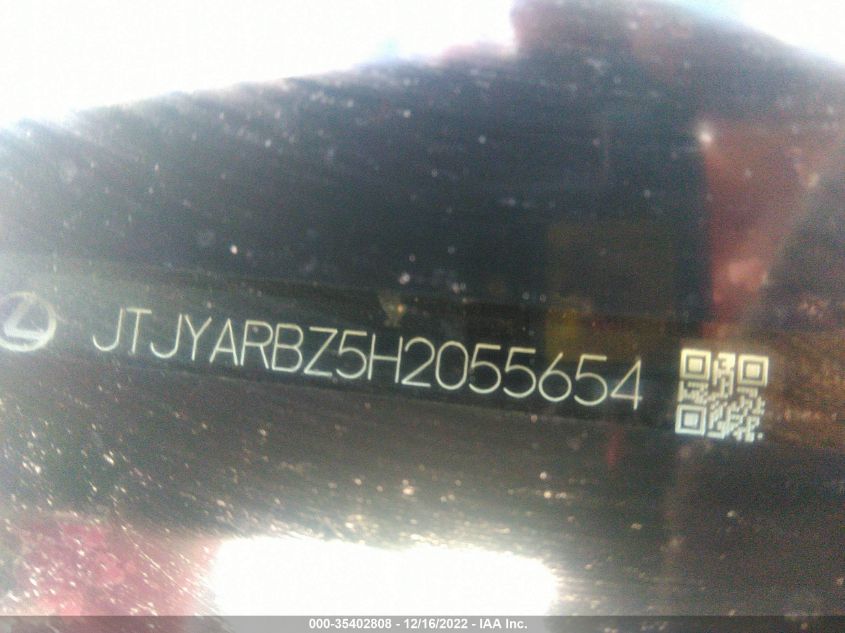 JTJYARBZ5H2055654
000-35402808 - 12/16/2022 - IAA Inc.